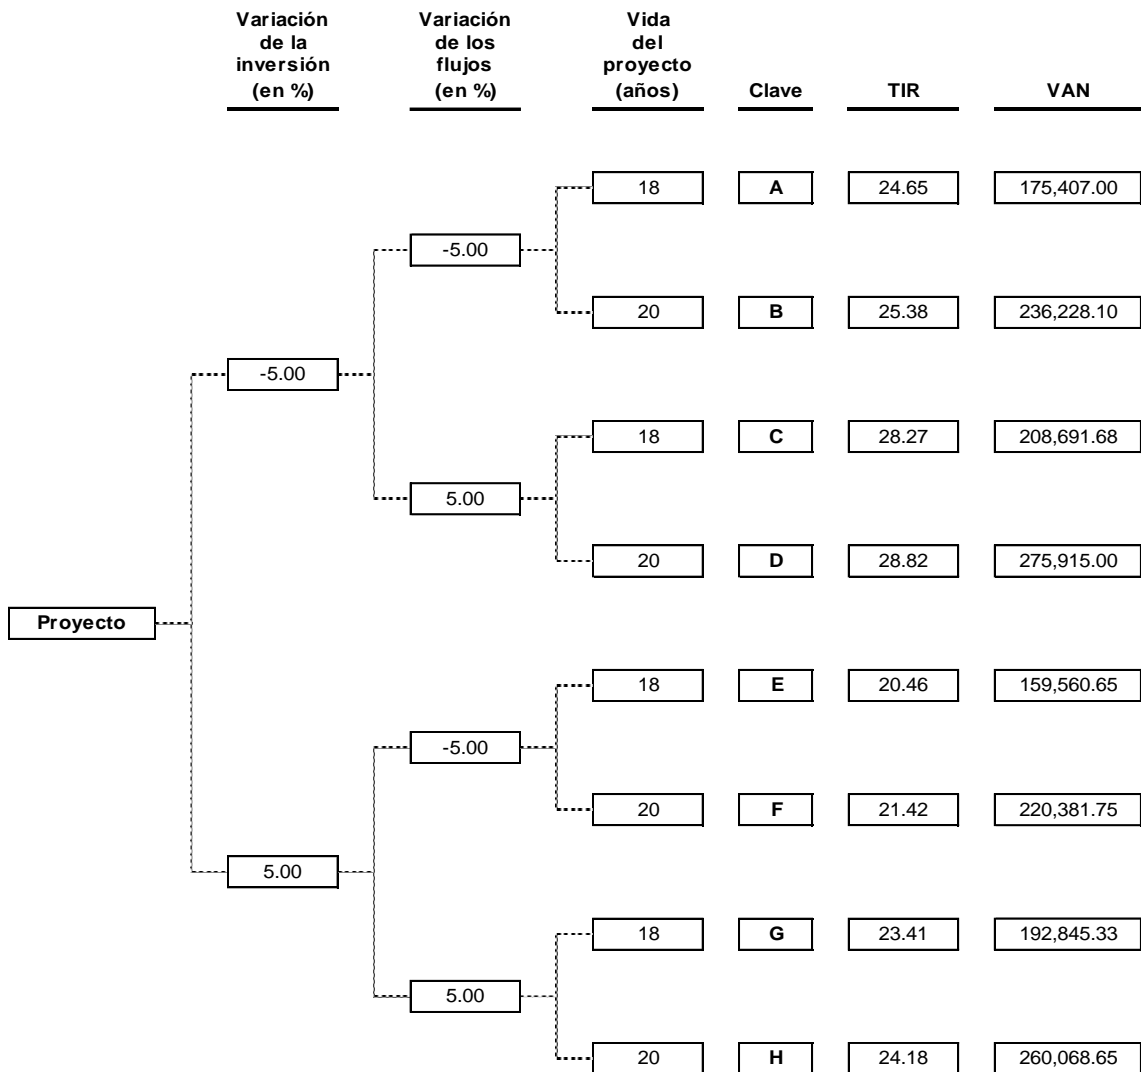 Variación
de la
inversión
(en %)
Variación
de los
flujos
(en %)
Vida
del
proyecto
(años)
Clave
TIR
VAN
18 A 24.65 175,407.00
-5.00
20 B 25.38 236,228.10
-5.00
18 C 28.27 208,691.68
5.00
20 D 28.82 275,915.00
Proyecto
18 E 20.46 159,560.65
-5.00
20 F 21.42 220,381.75
5.00
18 G 23.41 192,845.33
5.00
20 H 24.18 260,068.65